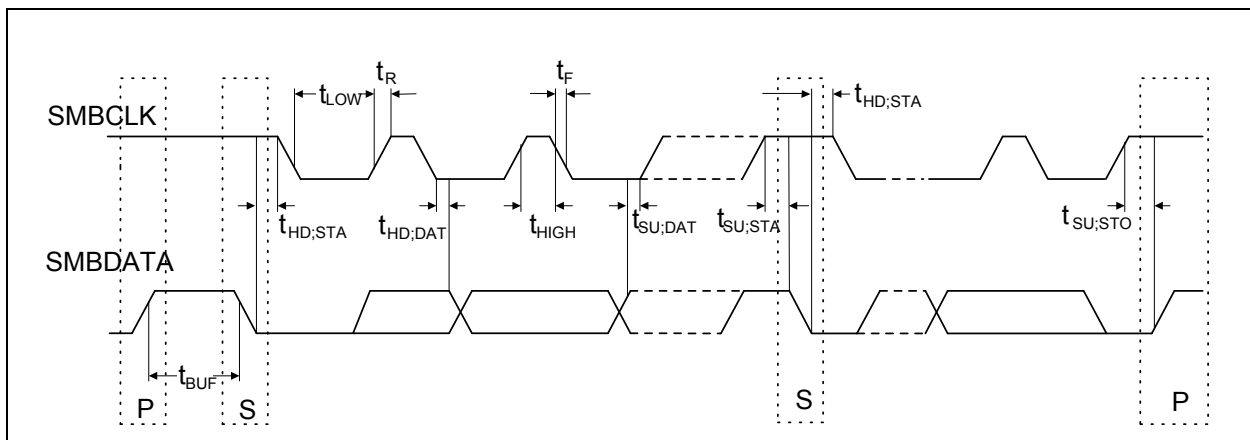 tR
tF
tLOW
tHD;STA
SMBCLK
tHD;STA
tHD;DAT
tHIGH
tSU;DAT
tSU;STA
tSU;STO
SMBDATA
tBUF
P
S
S
P